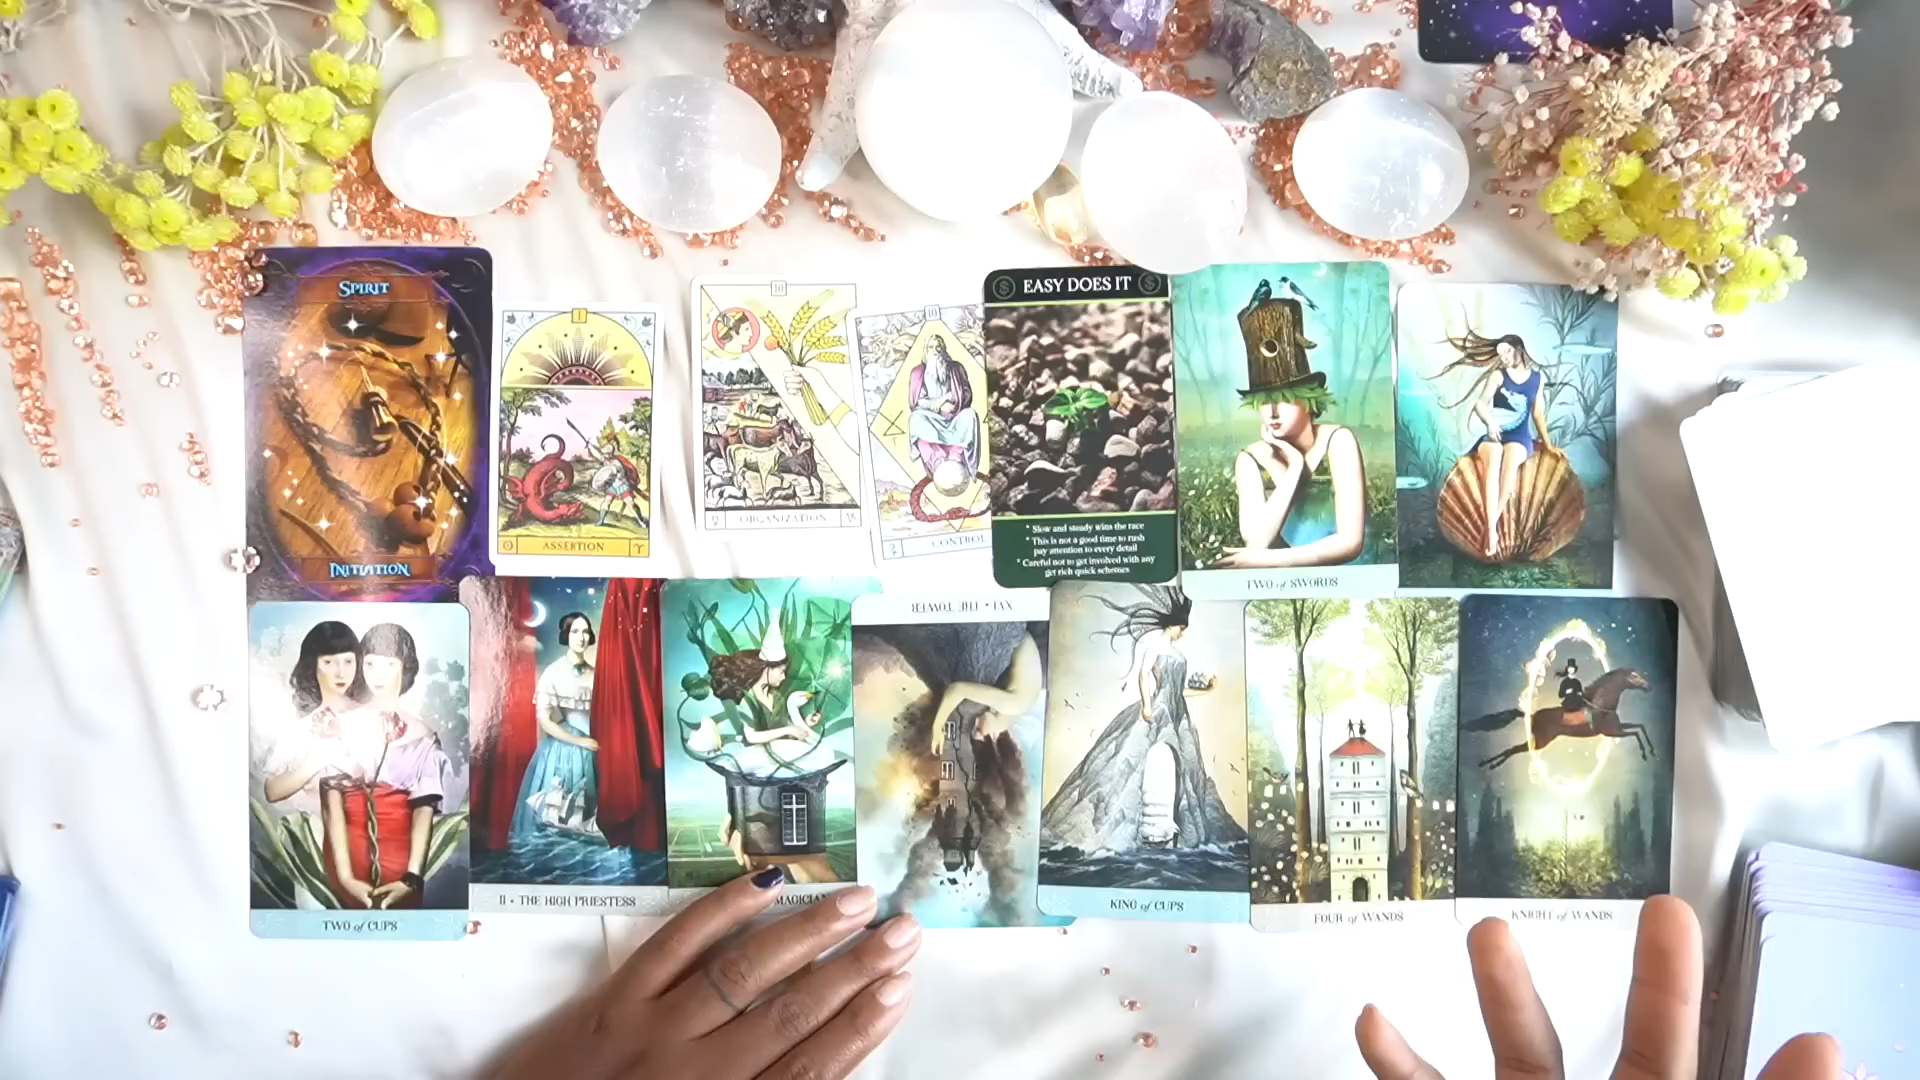 SPIRIT
INITIATION
I
ASSERTION
10
ORGANIZATION
10
CONTROL
EASY DOES IT
* Slow and steady wins the race
* This is not a good time to rush
pay attention to every detail
* Careful not to get involved with any
get rich quick schemes
TWO of SWORDS
TWO of CUPS
II • THE HIGH PRIESTESS
MAGICIAN
XVI • THE TOWER
KING of CUPS
FOUR of WANDS
KNIGHT of WANDS